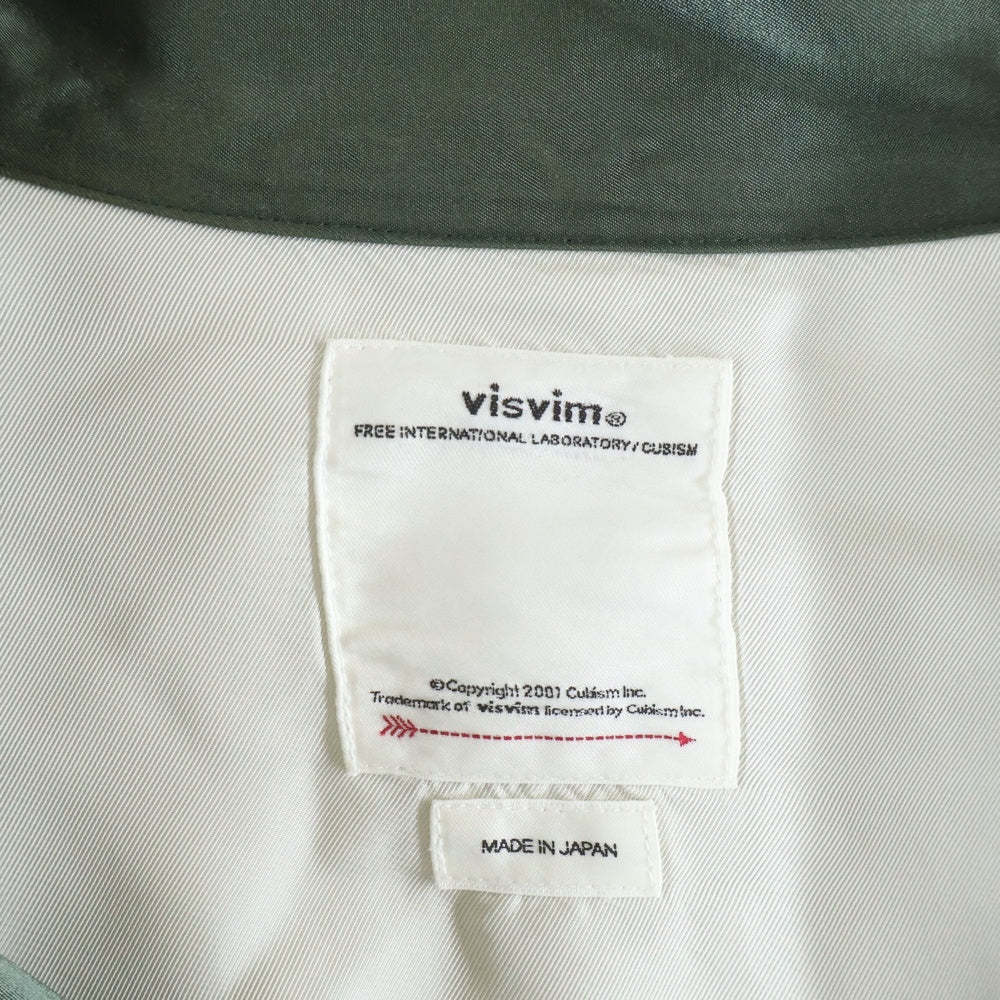 visvim®
FREE INTERNATIONAL LABORATORY/CUBISM
©Copyright 2001 Cubism Inc.
Trademark of visvim licensed by Cubism Inc.
MADE IN JAPAN